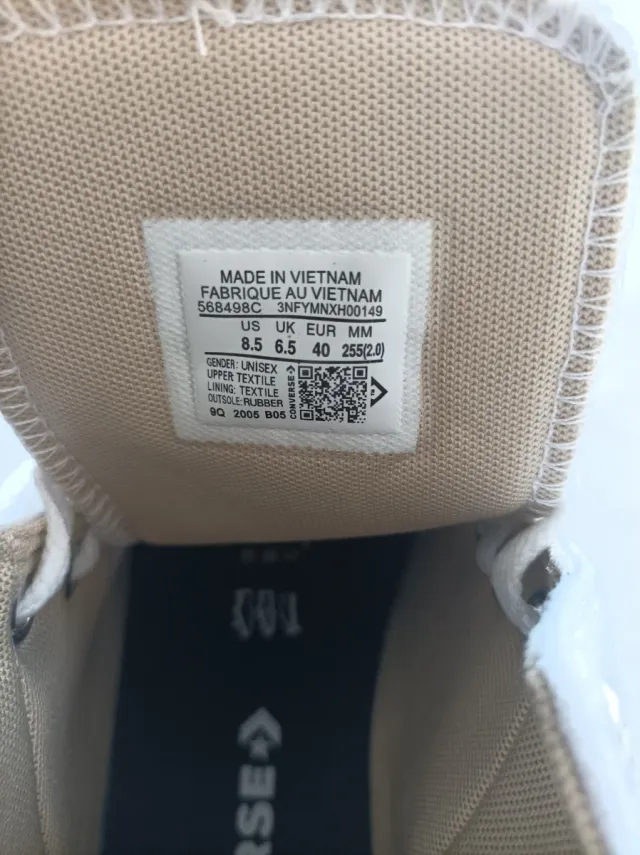 MADE IN VIETNAM
FABRIQUE AU VIETNAM
568498C 3NFYMNXH00149
US UK EUR MM
8.5 6.5 40 255(2.0)
GENDER: UNISEX
UPPER: TEXTILE
LINING: TEXTILE
OUTSOLE: RUBBER
9Q 2005 B05
CONVERSE
RSE